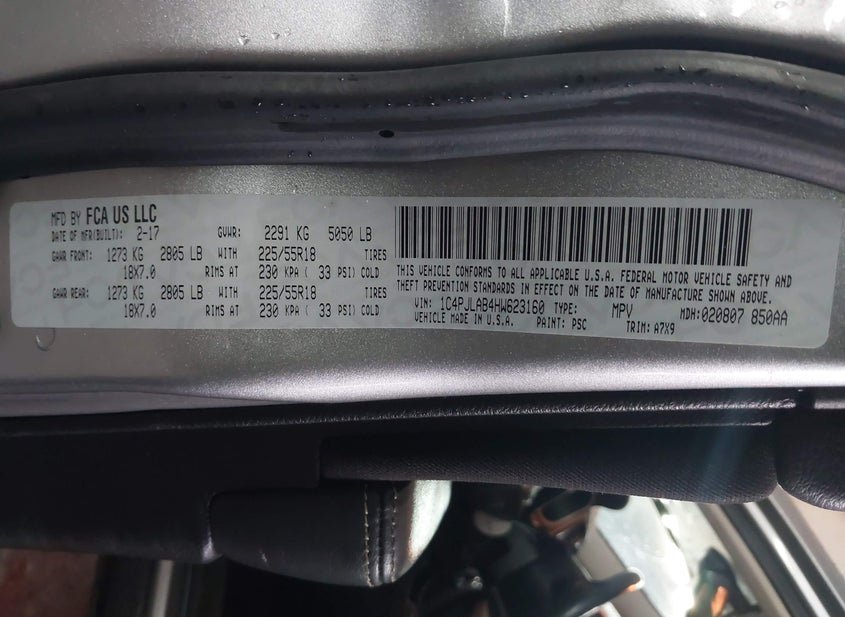 MFD BY FCA US LLC
DATE OF MFR(BUILT): 2-17 GVWR: 2291 KG 5050 LB
GAWR FRONT: 1273 KG 2805 LB WITH 225/55R18 TIRES
18X7.0 RIMS AT 230 KPA ( 33 PSI) COLD
GAWR REAR: 1273 KG 2805 LB WITH 225/55R18 TIRES
18X7.0 RIMS AT 230 KPA ( 33 PSI) COLD
THIS VEHICLE CONFORMS TO ALL APPLICABLE U.S.A. FEDERAL MOTOR VEHICLE SAFETY AND
THEFT PREVENTION STANDARDS IN EFFECT ON THE DATE OF MANUFACTURE SHOWN ABOVE.
VIN: 1C4PJLAB4HW623160 TYPE: MPV MDH:020807 850AA
VEHICLE MADE IN U.S.A. PAINT: PSC TRIM: A7X9